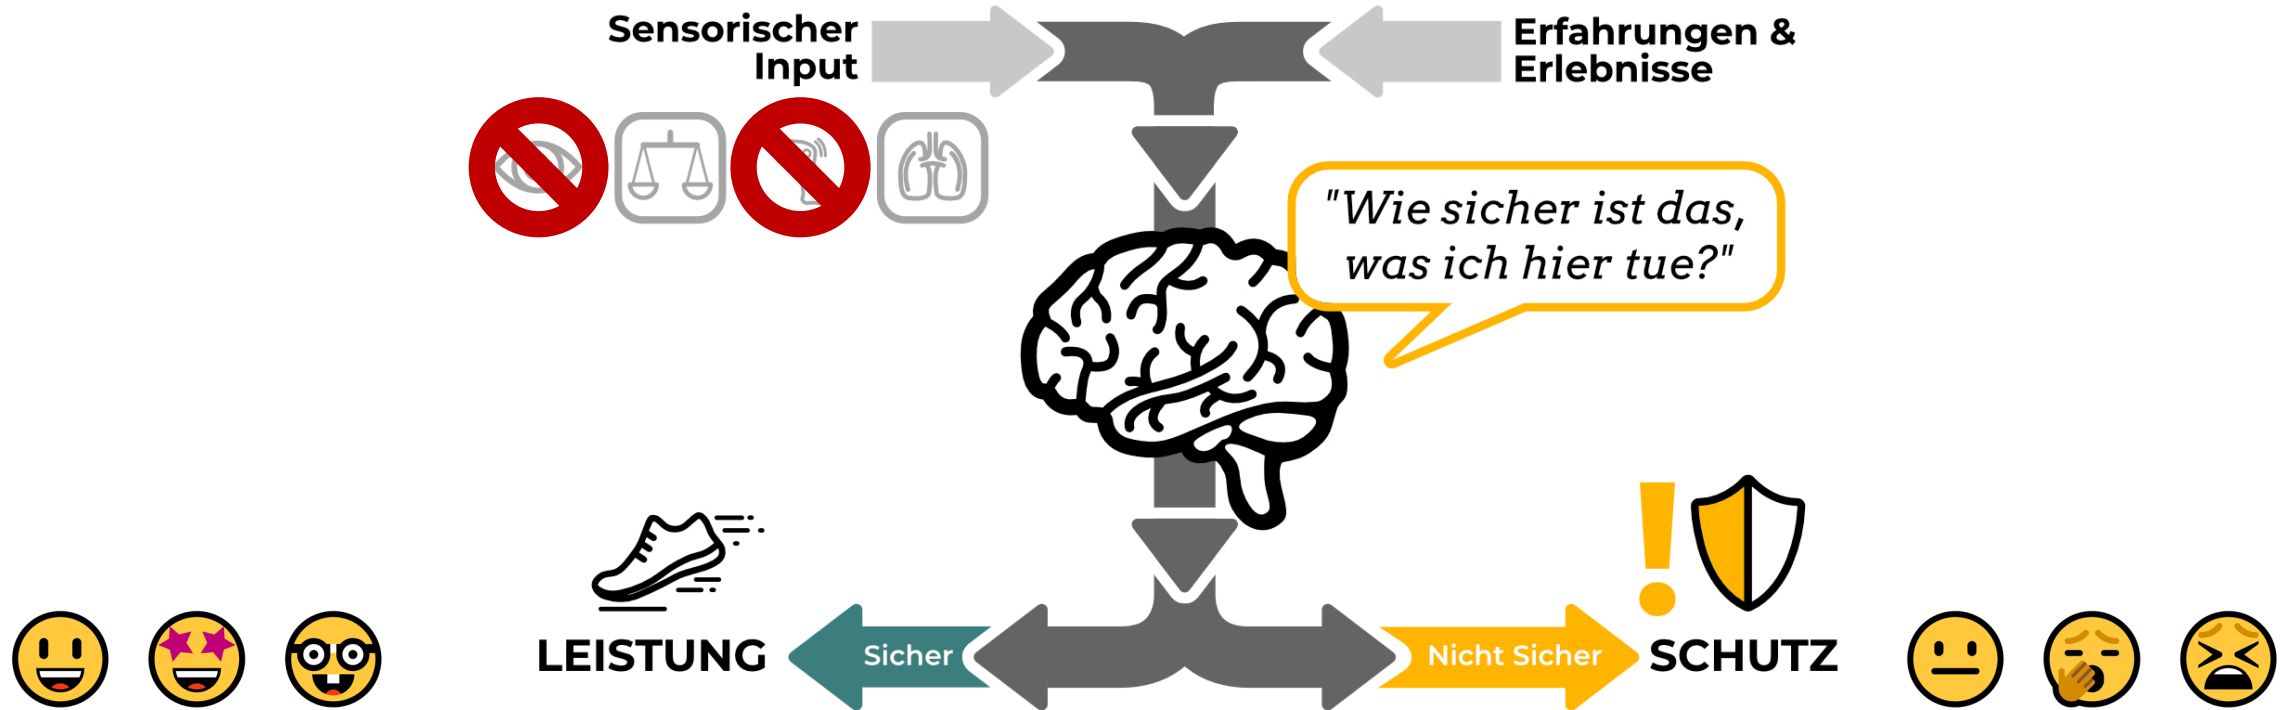 Sensorischer
Input
Erfahrungen &
Erlebnisse
"Wie sicher ist das,
was ich hier tue?"
LEISTUNG
Sicher
Nicht Sicher
SCHUTZ